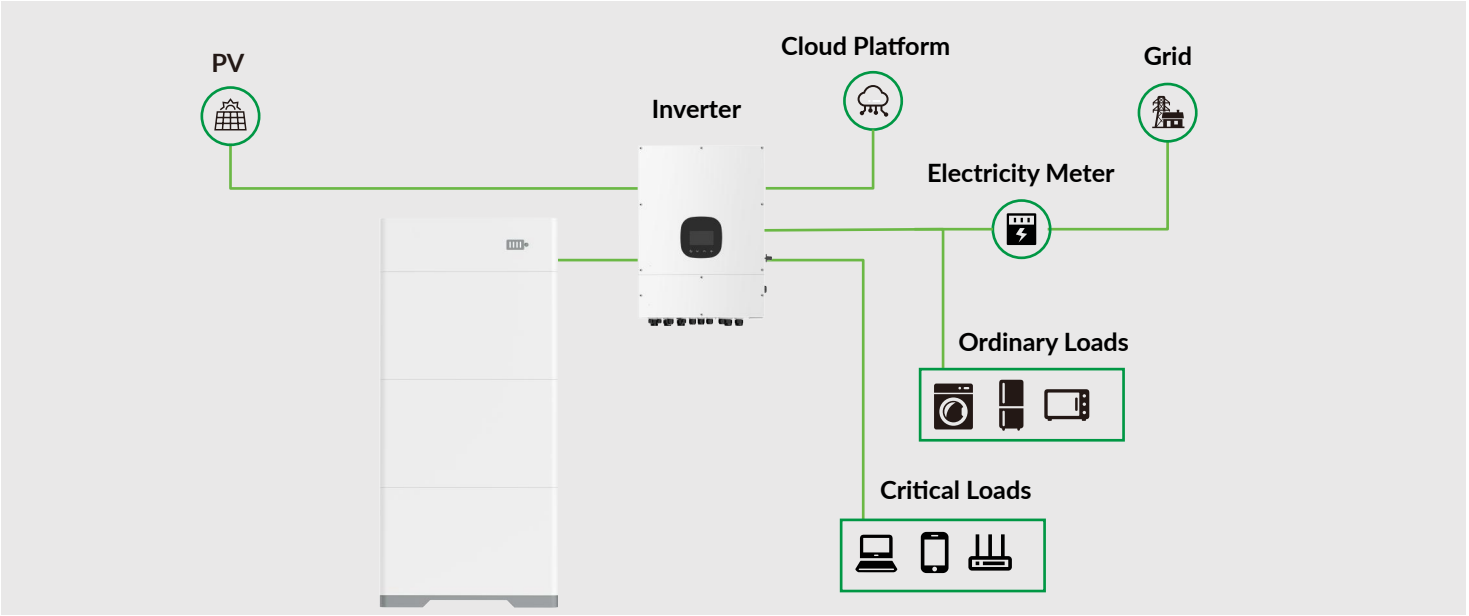 PV
Cloud Platform
Grid
Inverter
Electricity Meter
Ordinary Loads
Critical Loads